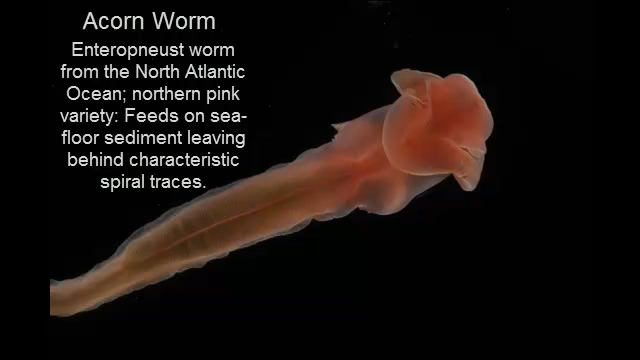 Acorn Worm
Enteropneust worm
from the North Atlantic
Ocean; northern pink
variety: Feeds on sea-
floor sediment leaving
behind characteristic
spiral traces.